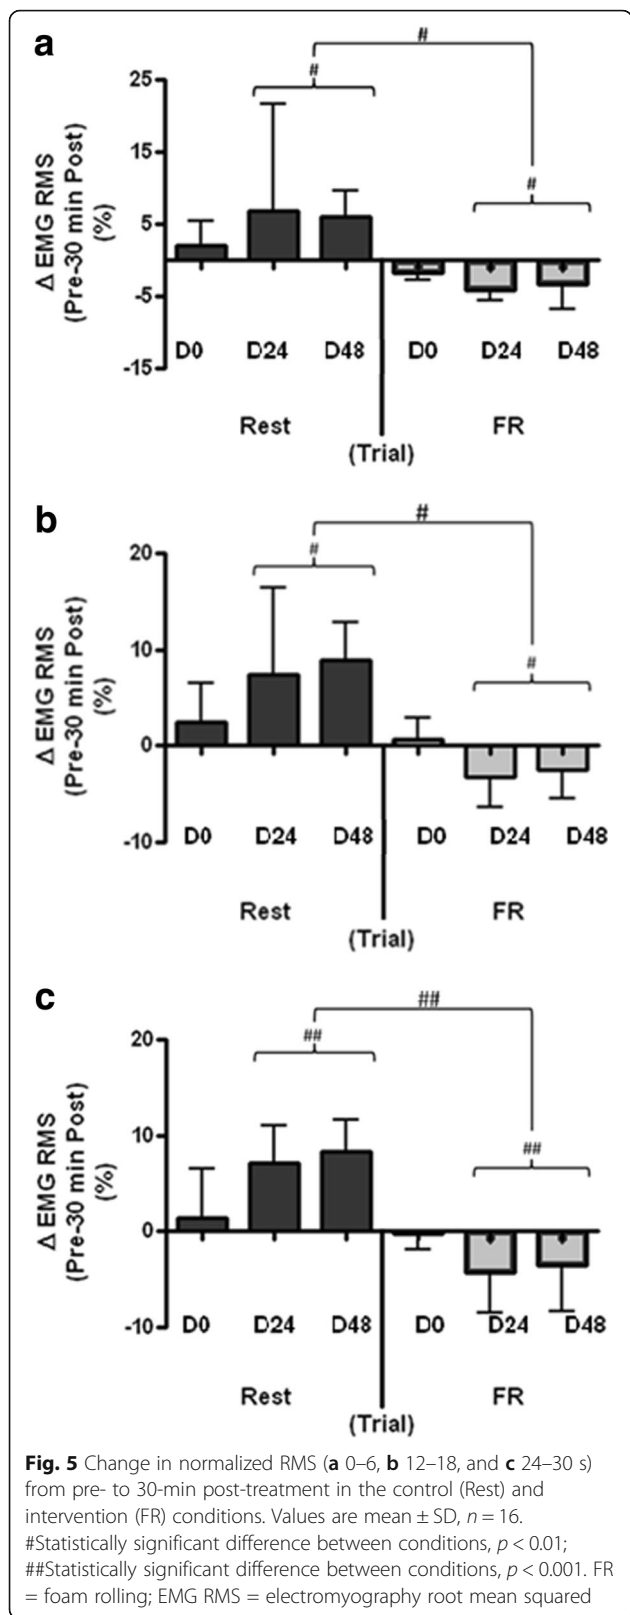 a
#
25
#
5
#
-5
-15
Δ EMG RMS
(Pre-30 min Post)
(%)
D0 D24 D48 D0 D24 D48
Rest FR
(Trial)
b
#
20
#
10
#
0
-10
Δ EMG RMS
(Pre-30 min Post)
(%)
D0 D24 D48 D0 D24 D48
Rest FR
(Trial)
c
##
20
##
10
##
0
-10
Δ EMG RMS
(Pre-30 min Post)
(%)
D0 D24 D48 D0 D24 D48
Rest FR
(Trial)
Fig. 5 Change in normalized RMS (a 0–6, b 12–18, and c 24–30 s)
from pre- to 30-min post-treatment in the control (Rest) and
intervention (FR) conditions. Values are mean ± SD, n = 16.
#Statistically significant difference between conditions, p < 0.01;
##Statistically significant difference between conditions, p < 0.001. FR
= foam rolling; EMG RMS = electromyography root mean squared